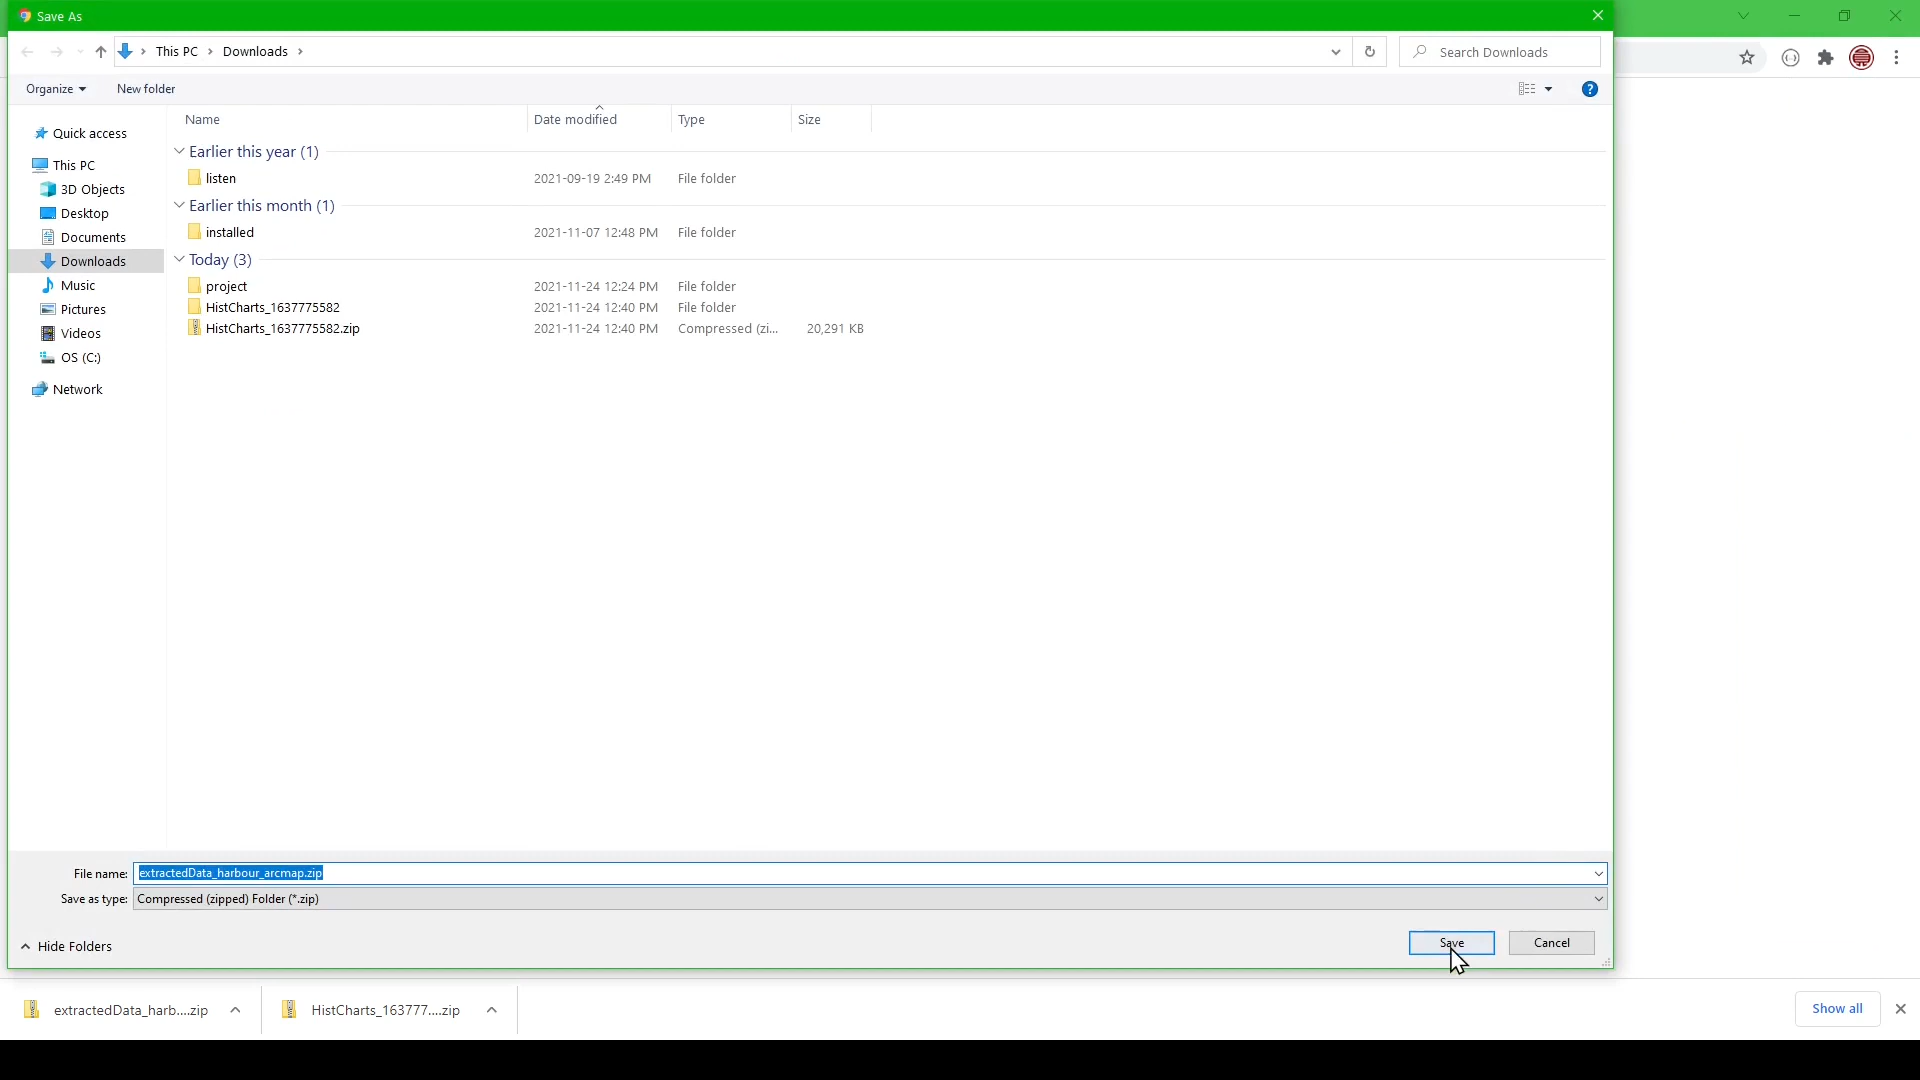 Save As
This PC
Downloads
Search Downloads
Organize
New folder
?
Name
Date modified
Type
Size
Quick access
This PC
3D Objects
Desktop
Documents
Downloads
Music
Pictures
Videos
OS (C:)
Network
Earlier this year (1)
listen 2021-09-19 2:49 PM File folder
Earlier this month (1)
installed 2021-11-07 12:48 PM File folder
Today (3)
project 2021-11-24 12:24 PM File folder
HistCharts_1637775582 2021-11-24 12:40 PM File folder
HistCharts_1637775582.zip 2021-11-24 12:40 PM Compressed (zi... 20,291 KB
File name: extractedData_harbour_arcmap.zip
Save as type: Compressed (zipped) Folder (*.zip)
Hide Folders
Save
Cancel
extractedData_harb....zip
HistCharts_163777....zip
Show all